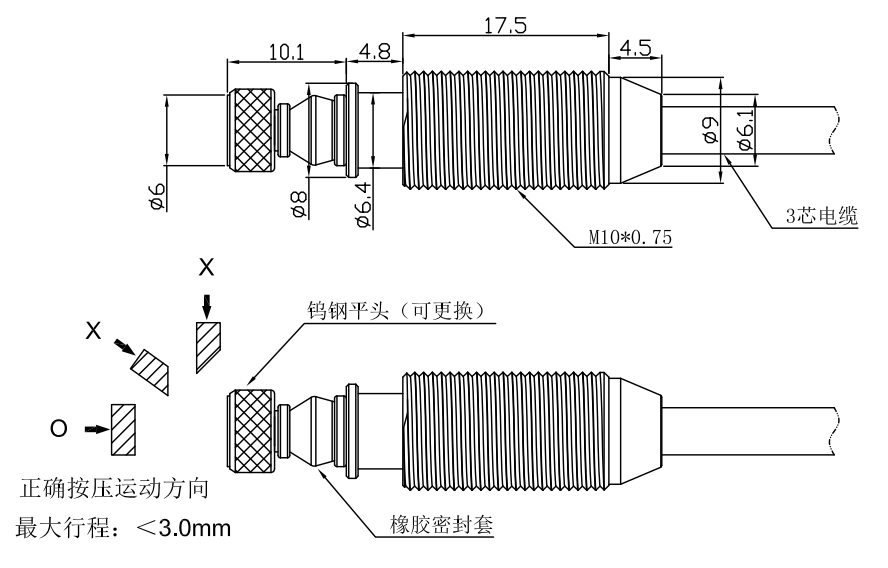 17.5
10.1
4.8
4.5
ø6
ø8
ø6.4
ø9
ø6.1
3芯电缆
M10*0.75
X
钨钢平头（可更换）
X
O
正确按压运动方向
最大行程：＜3.0mm
橡胶密封套